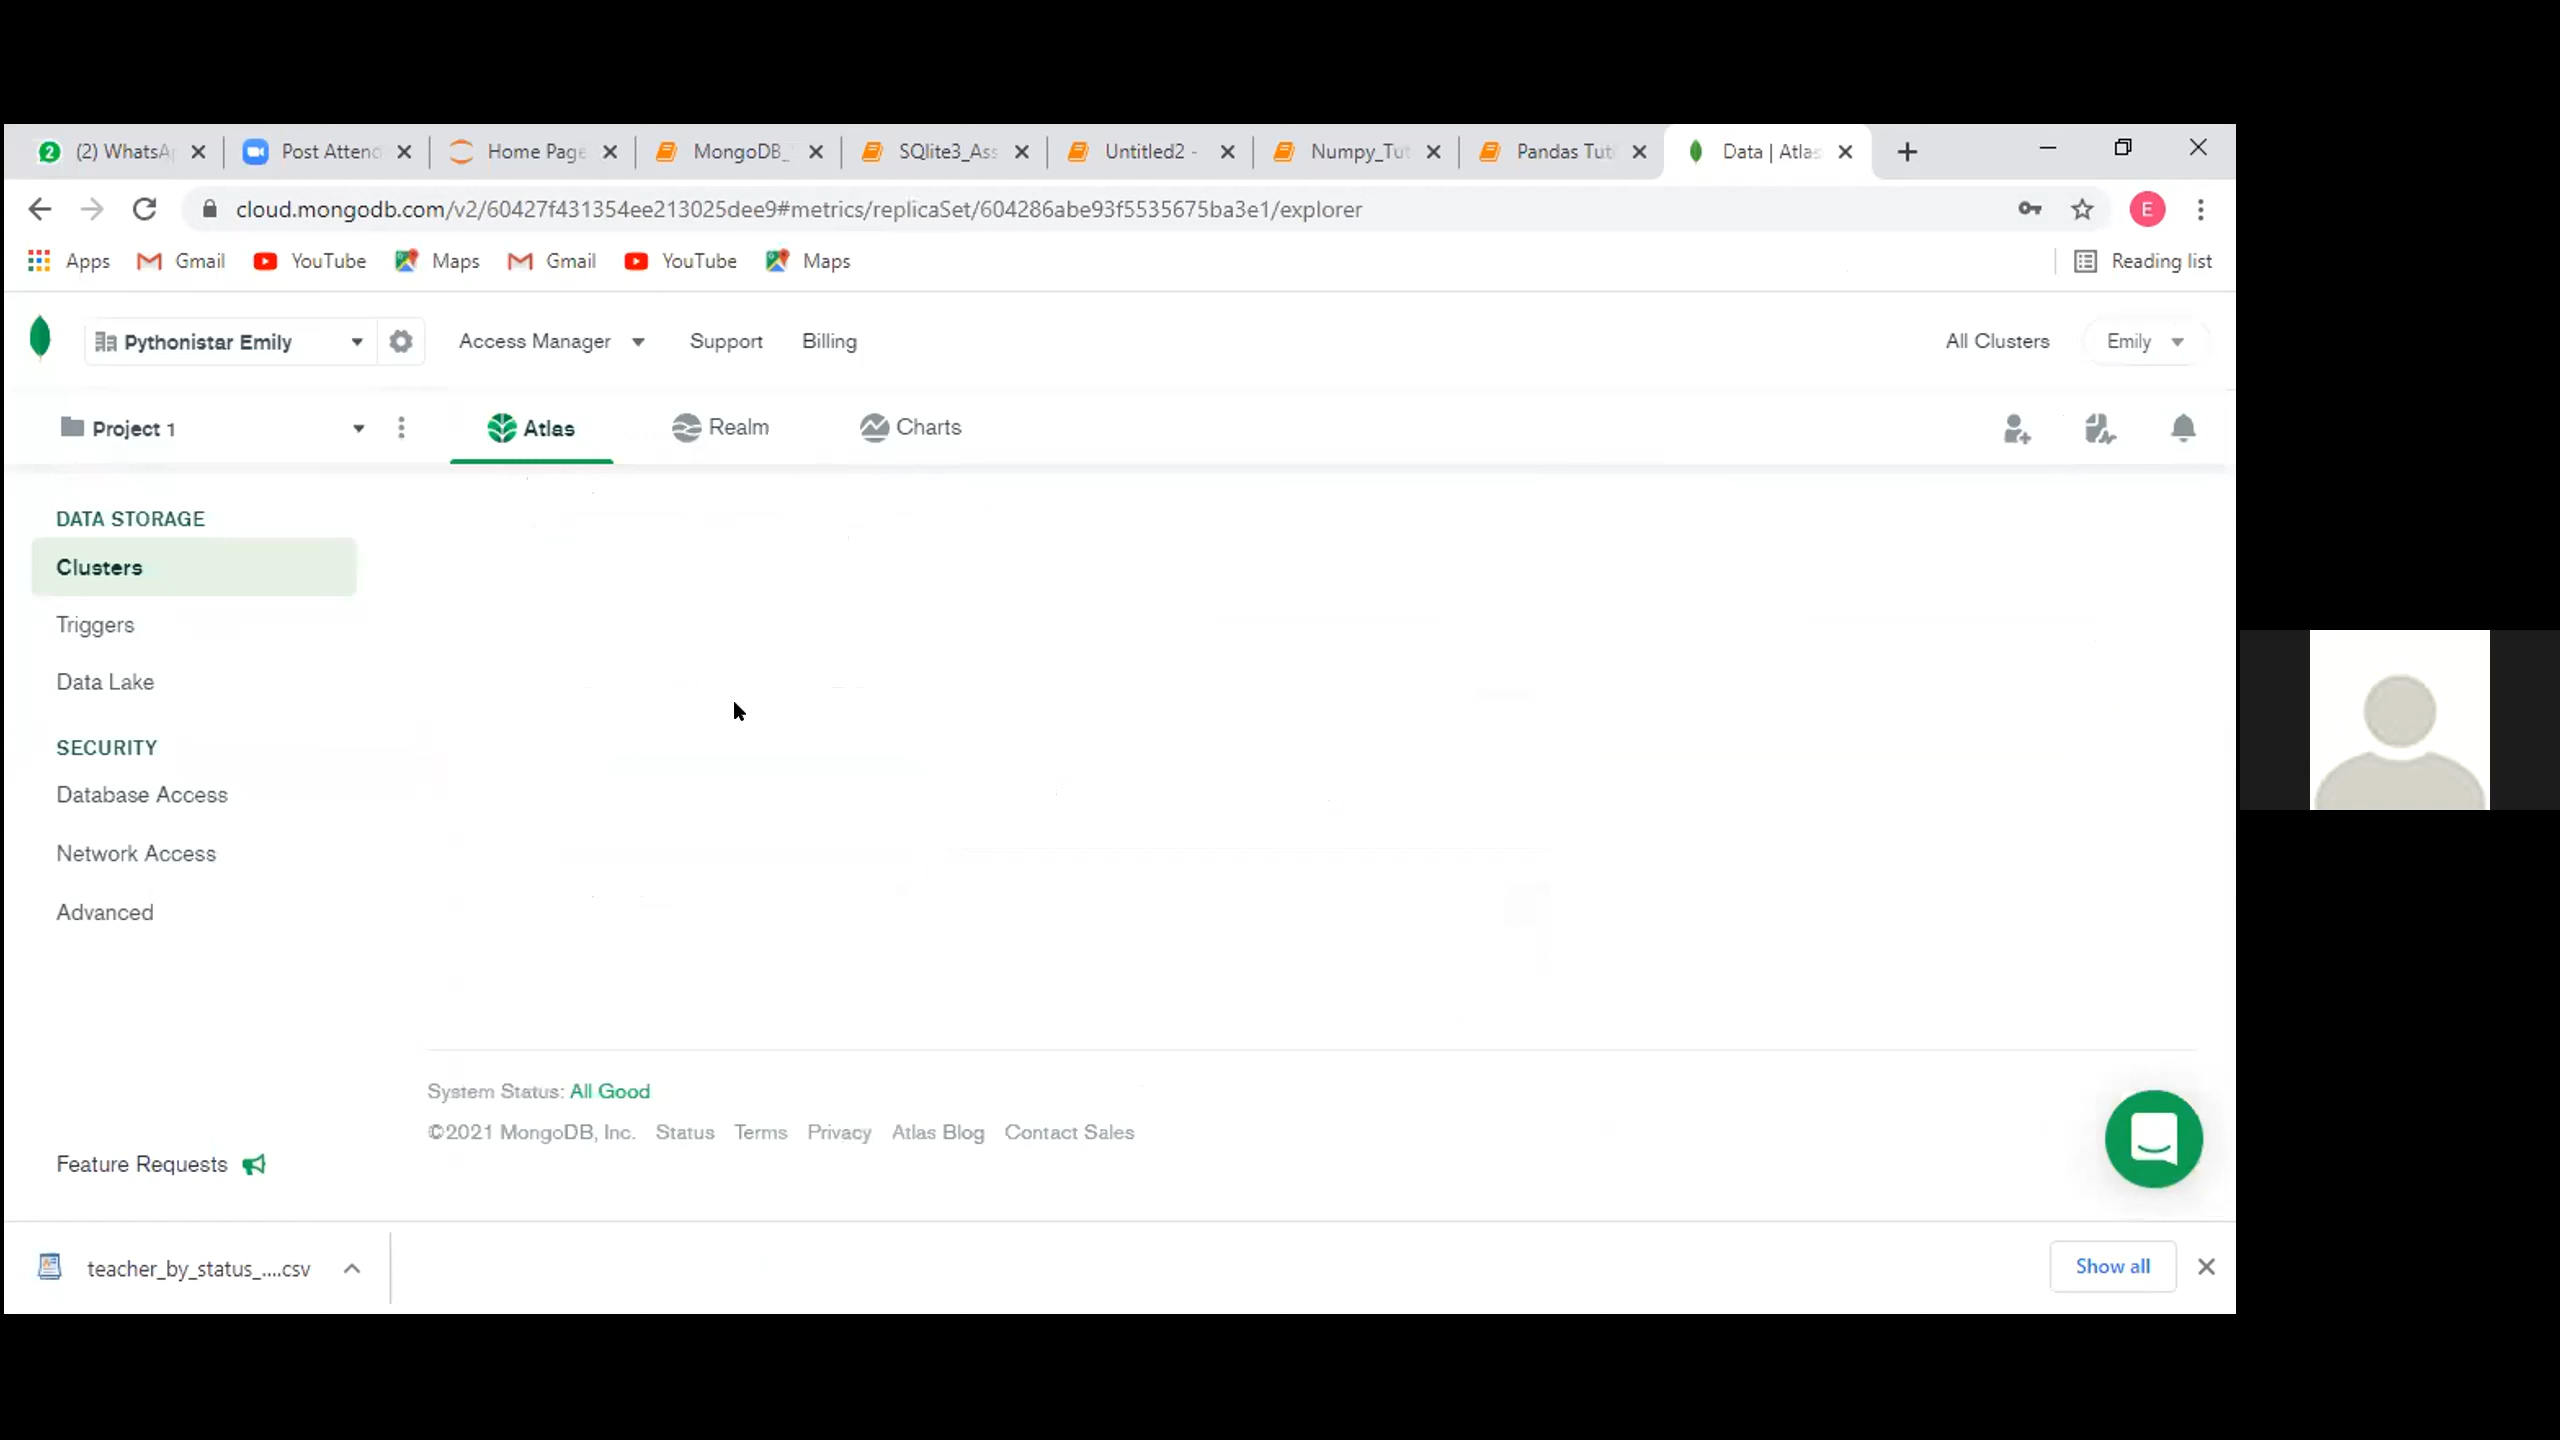 2 (2) WhatsA Post Attend Home Page MongoDB_ SQlite3_Ass Untitled2 - Numpy_Tut Pandas Tut Data | Atlas
cloud.mongodb.com/v2/60427f431354ee213025dee9#metrics/replicaSet/604286abe93f5535675ba3e1/explorer E
Apps Gmail YouTube Maps Gmail YouTube Maps Reading list
Pythonistar Emily Access Manager Support Billing All Clusters Emily
Project 1 Atlas Realm Charts
DATA STORAGE
Clusters
Triggers
Data Lake
SECURITY
Database Access
Network Access
Advanced
System Status: All Good
©2021 MongoDB, Inc. Status Terms Privacy Atlas Blog Contact Sales
Feature Requests
teacher_by_status_....csv Show all